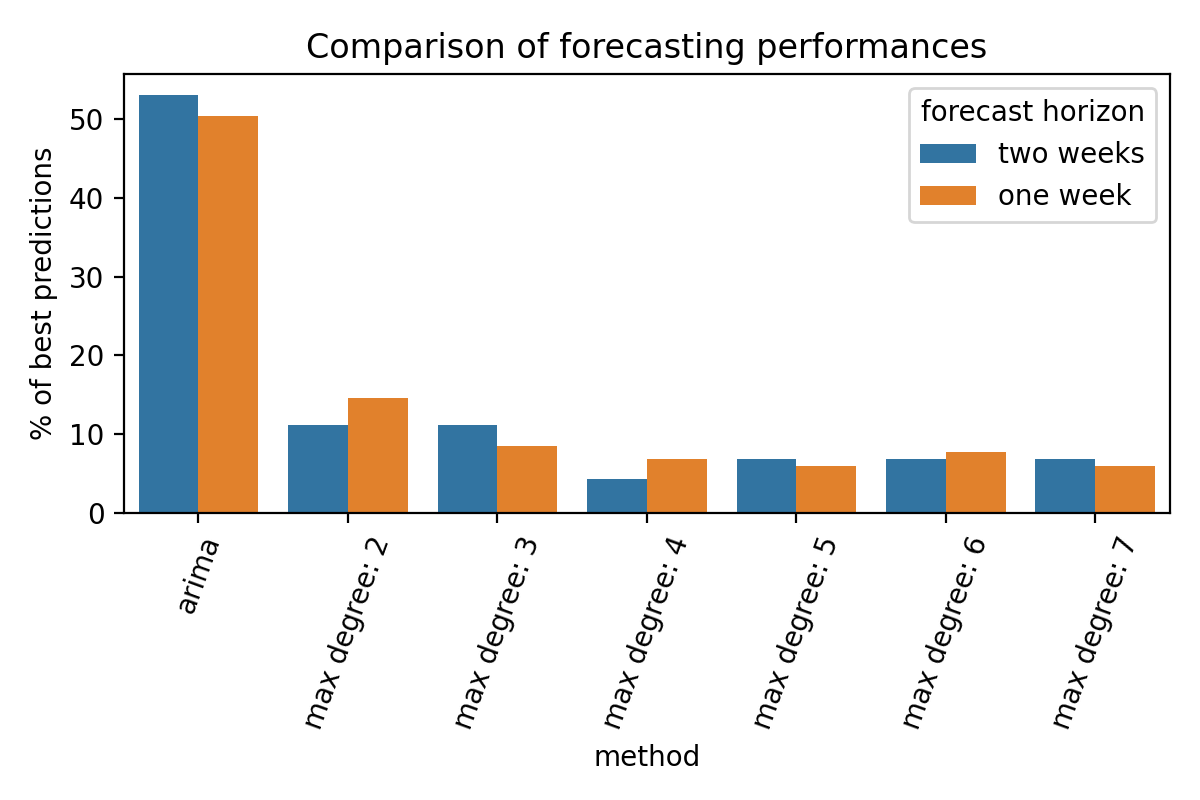 Comparison of forecasting performances
forecast horizon
two weeks
one week
% of best predictions
50
40
30
20
10
0
arima
max degree: 2
max degree: 3
max degree: 4
max degree: 5
max degree: 6
max degree: 7
method